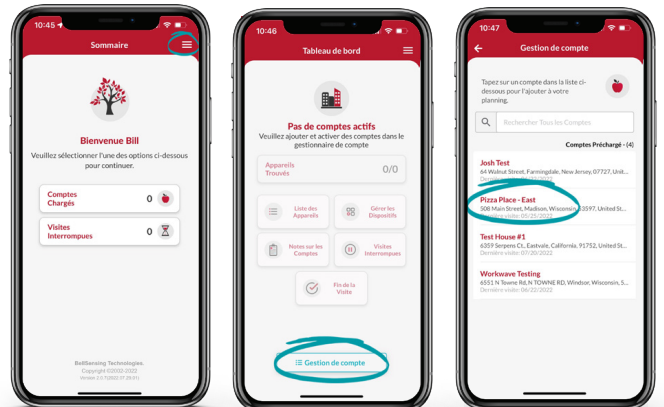 10:45
Sommaire
Bienvenue Bill
Veuillez sélectionner l'une des options ci-dessous
pour continuer.
Comptes
Chargés
0
Visites
Interrompues
0
BellSensing Technologies.
Copyright ©2002-2022
10:46
Tableau de bord
Pas de comptes actifs
Veuillez ajouter et activer des comptes dans le
gestionnaire de compte
Appareils
Trouvés
0/0
Liste des
Appareils
Gérer les
Dispositifs
Notes sur les
Comptes
Visites
Interrompues
Fin de la
Visite
Gestion de compte
10:47
Gestion de compte
Tapez sur un compte dans la liste ci-
dessous pour l'ajouter à votre
planning.
Rechercher Tous les Comptes
Comptes Préchargé - (4)
Josh Test
64 Walnut Street, Farmingdale, New Jersey, 07727, Unit...
Dernière visite:
Pizza Place - East
508 Main Street, Madison, Wisconsin, 53597, United St...
Dernière visite: 05/25/2022
Test House #1
6359 Serpens Ct., Eastvale, California, 91752, United St...
Dernière visite: 07/20/2022
Workwave Testing
6551 N Towne Rd, N TOWNE RD, Windsor, Wisconsin, 5...
Dernière visite: 06/22/2022